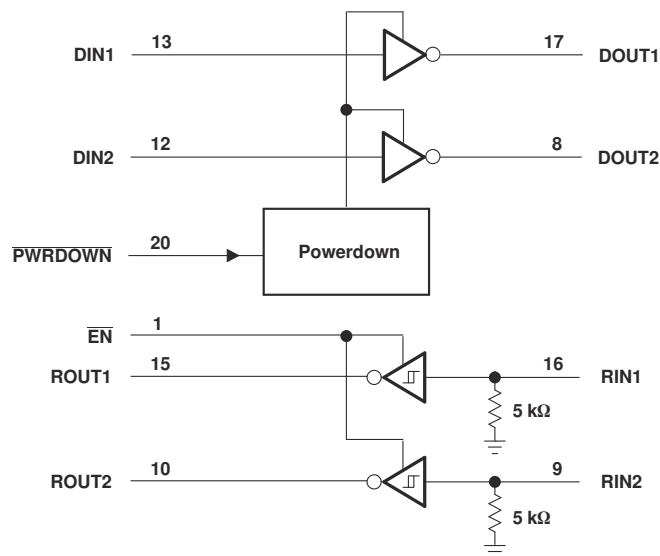 DIN1 13 17 DOUT1
DIN2 12 8 DOUT2
PWRDOWN 20 Powerdown
EN 1
ROUT1 15 16 RIN1
5 kΩ
ROUT2 10 9 RIN2
5 kΩ